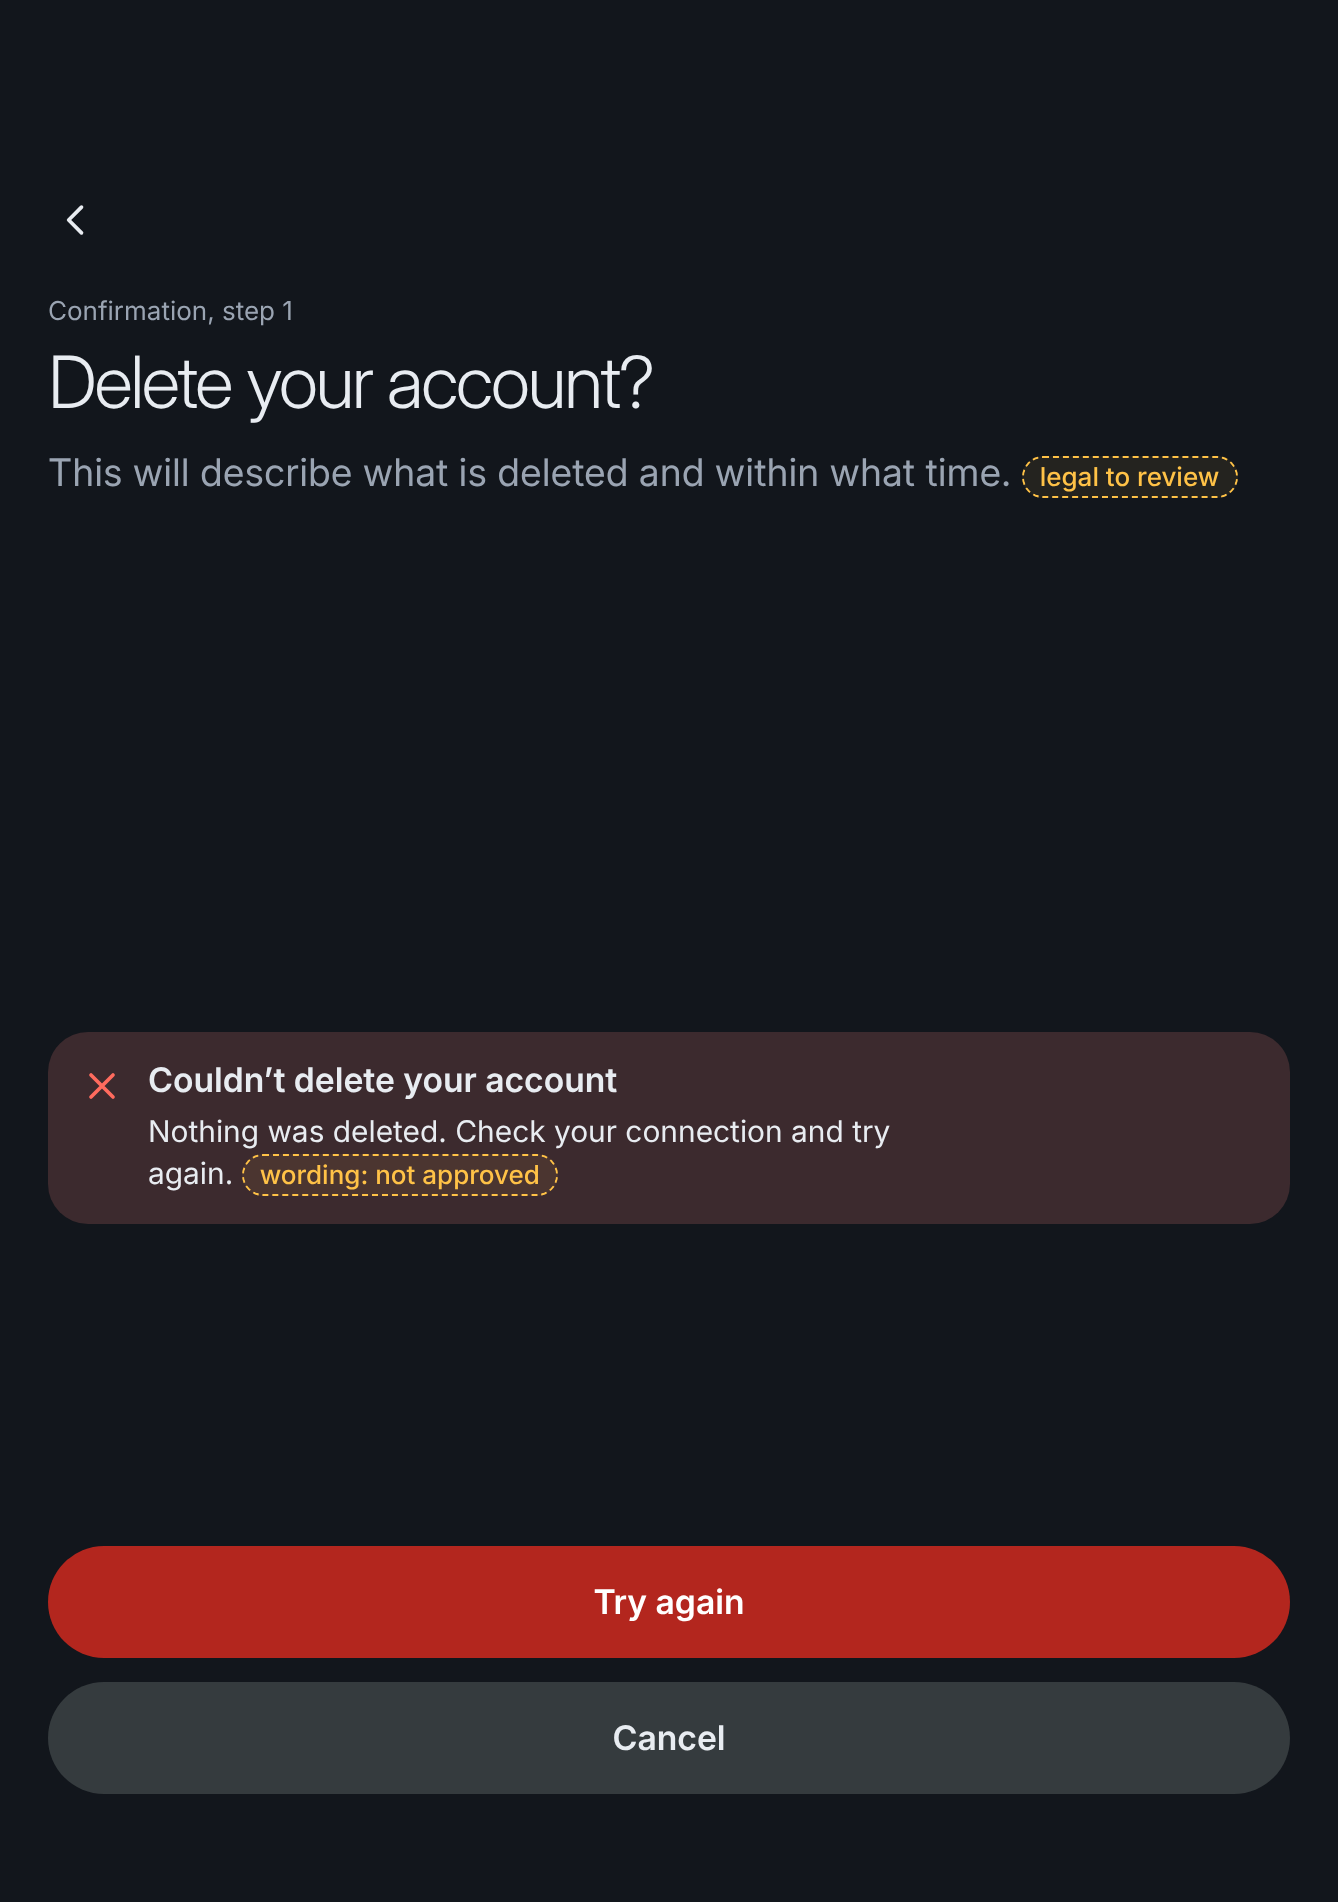 Confirmation, step 1
Delete your account?
This will describe what is deleted and within what time. legal to review
Couldn’t delete your account
Nothing was deleted. Check your connection and try
again. wording: not approved
Try again
Cancel